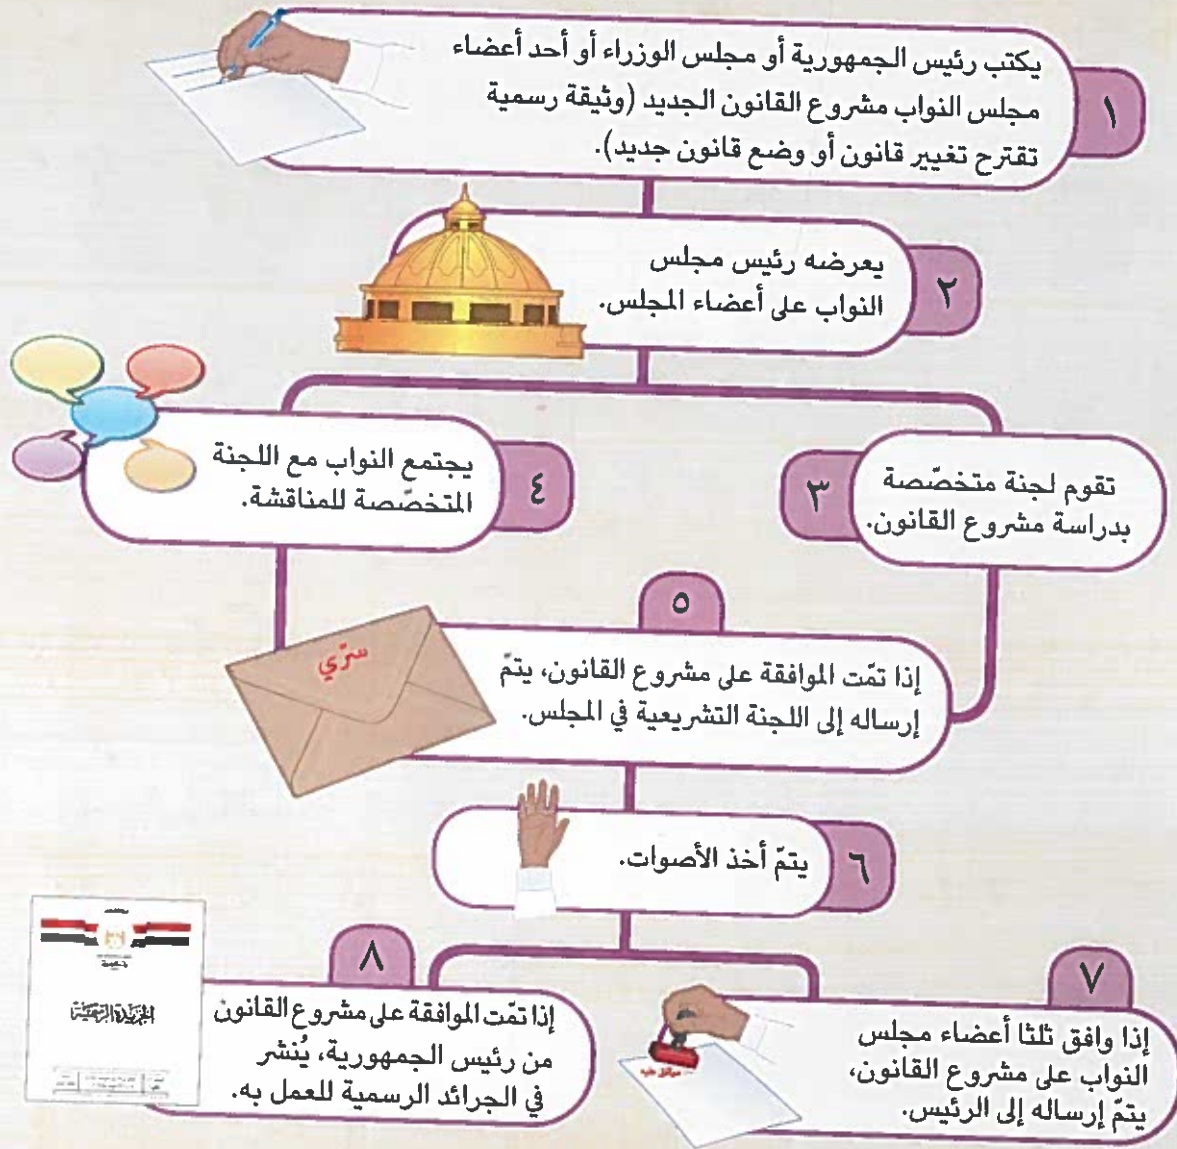 ١
يكتب رئيس الجمهورية أو مجلس الوزراء أو أحد أعضاء
مجلس النواب مشروع القانون الجديد (وثيقة رسمية
تقترح تغيير قانون أو وضع قانون جديد).
٢
يعرضه رئيس مجلس
النواب على أعضاء المجلس.
٣
تقوم لجنة متخصّصة
بدراسة مشروع القانون.
٤
يجتمع النواب مع اللجنة
المتخصّصة للمناقشة.
٥
إذا تمّت الموافقة على مشروع القانون، يتمّ
إرساله إلى اللجنة التشريعية في المجلس.
سرّي
٦
يتمّ أخذ الأصوات.
٧
إذا وافق ثلثا أعضاء مجلس
النواب على مشروع القانون،
يتمّ إرساله إلى الرئيس.
موافق عليه
٨
إذا تمّت الموافقة على مشروع القانون
من رئيس الجمهورية، يُنشر
في الجرائد الرسمية للعمل به.
الجريدة الرسمية